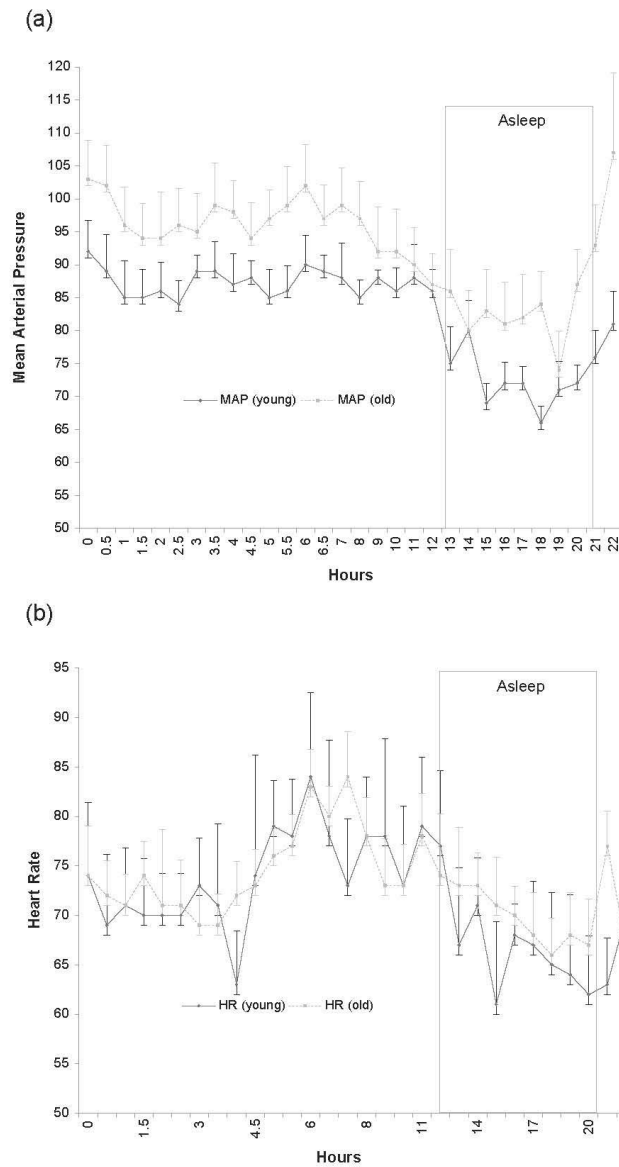 (a)
120
115
110
105
100
95
90
85
80
75
70
65
60
55
50
Mean Arterial Pressure
Asleep
MAP (young) MAP (old)
0 0.5 1 1.5 2 2.5 3 3.5 4 4.5 5 5.5 6 6.5 7 8 9 10 11 12 13 14 15 16 17 18 19 20 21 22
Hours
(b)
95
90
85
80
75
70
65
60
55
50
Heart Rate
Asleep
HR (young) HR (old)
0 1.5 3 4.5 6 8 11 14 17 20
Hours